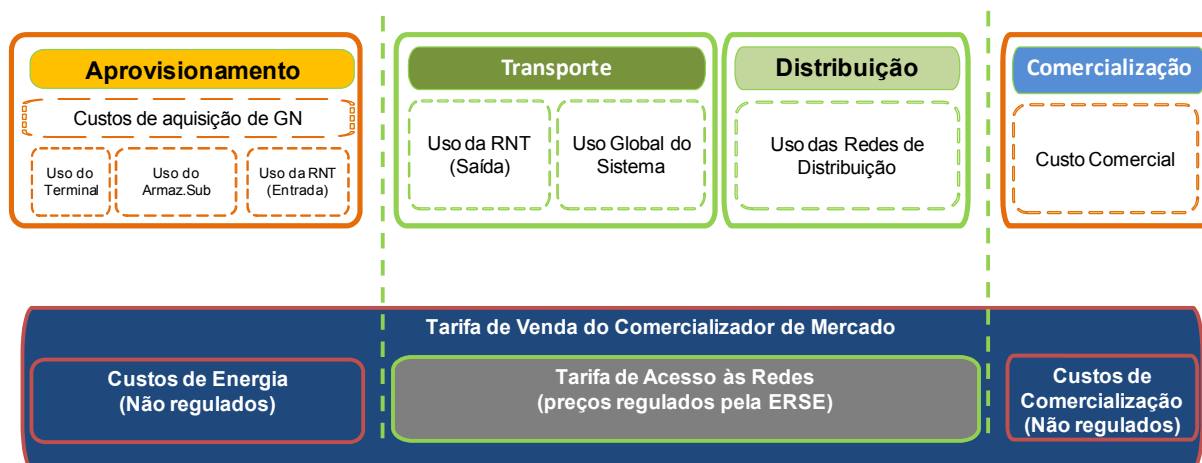 Aprovisionamento
Custos de aquisição de GN
Uso do
Terminal
Uso do
Armaz.Sub
Uso da RNT
(Entrada)
Transporte
Uso da RNT
(Saída)
Uso Global do
Sistema
Distribuição
Uso das Redes de
Distribuição
Comercialização
Custo Comercial
Tarifa de Venda do Comercializador de Mercado
Custos de Energia
(Não regulados)
Tarifa de Acesso às Redes
(preços regulados pela ERSE)
Custos de
Comercialização
(Não regulados)